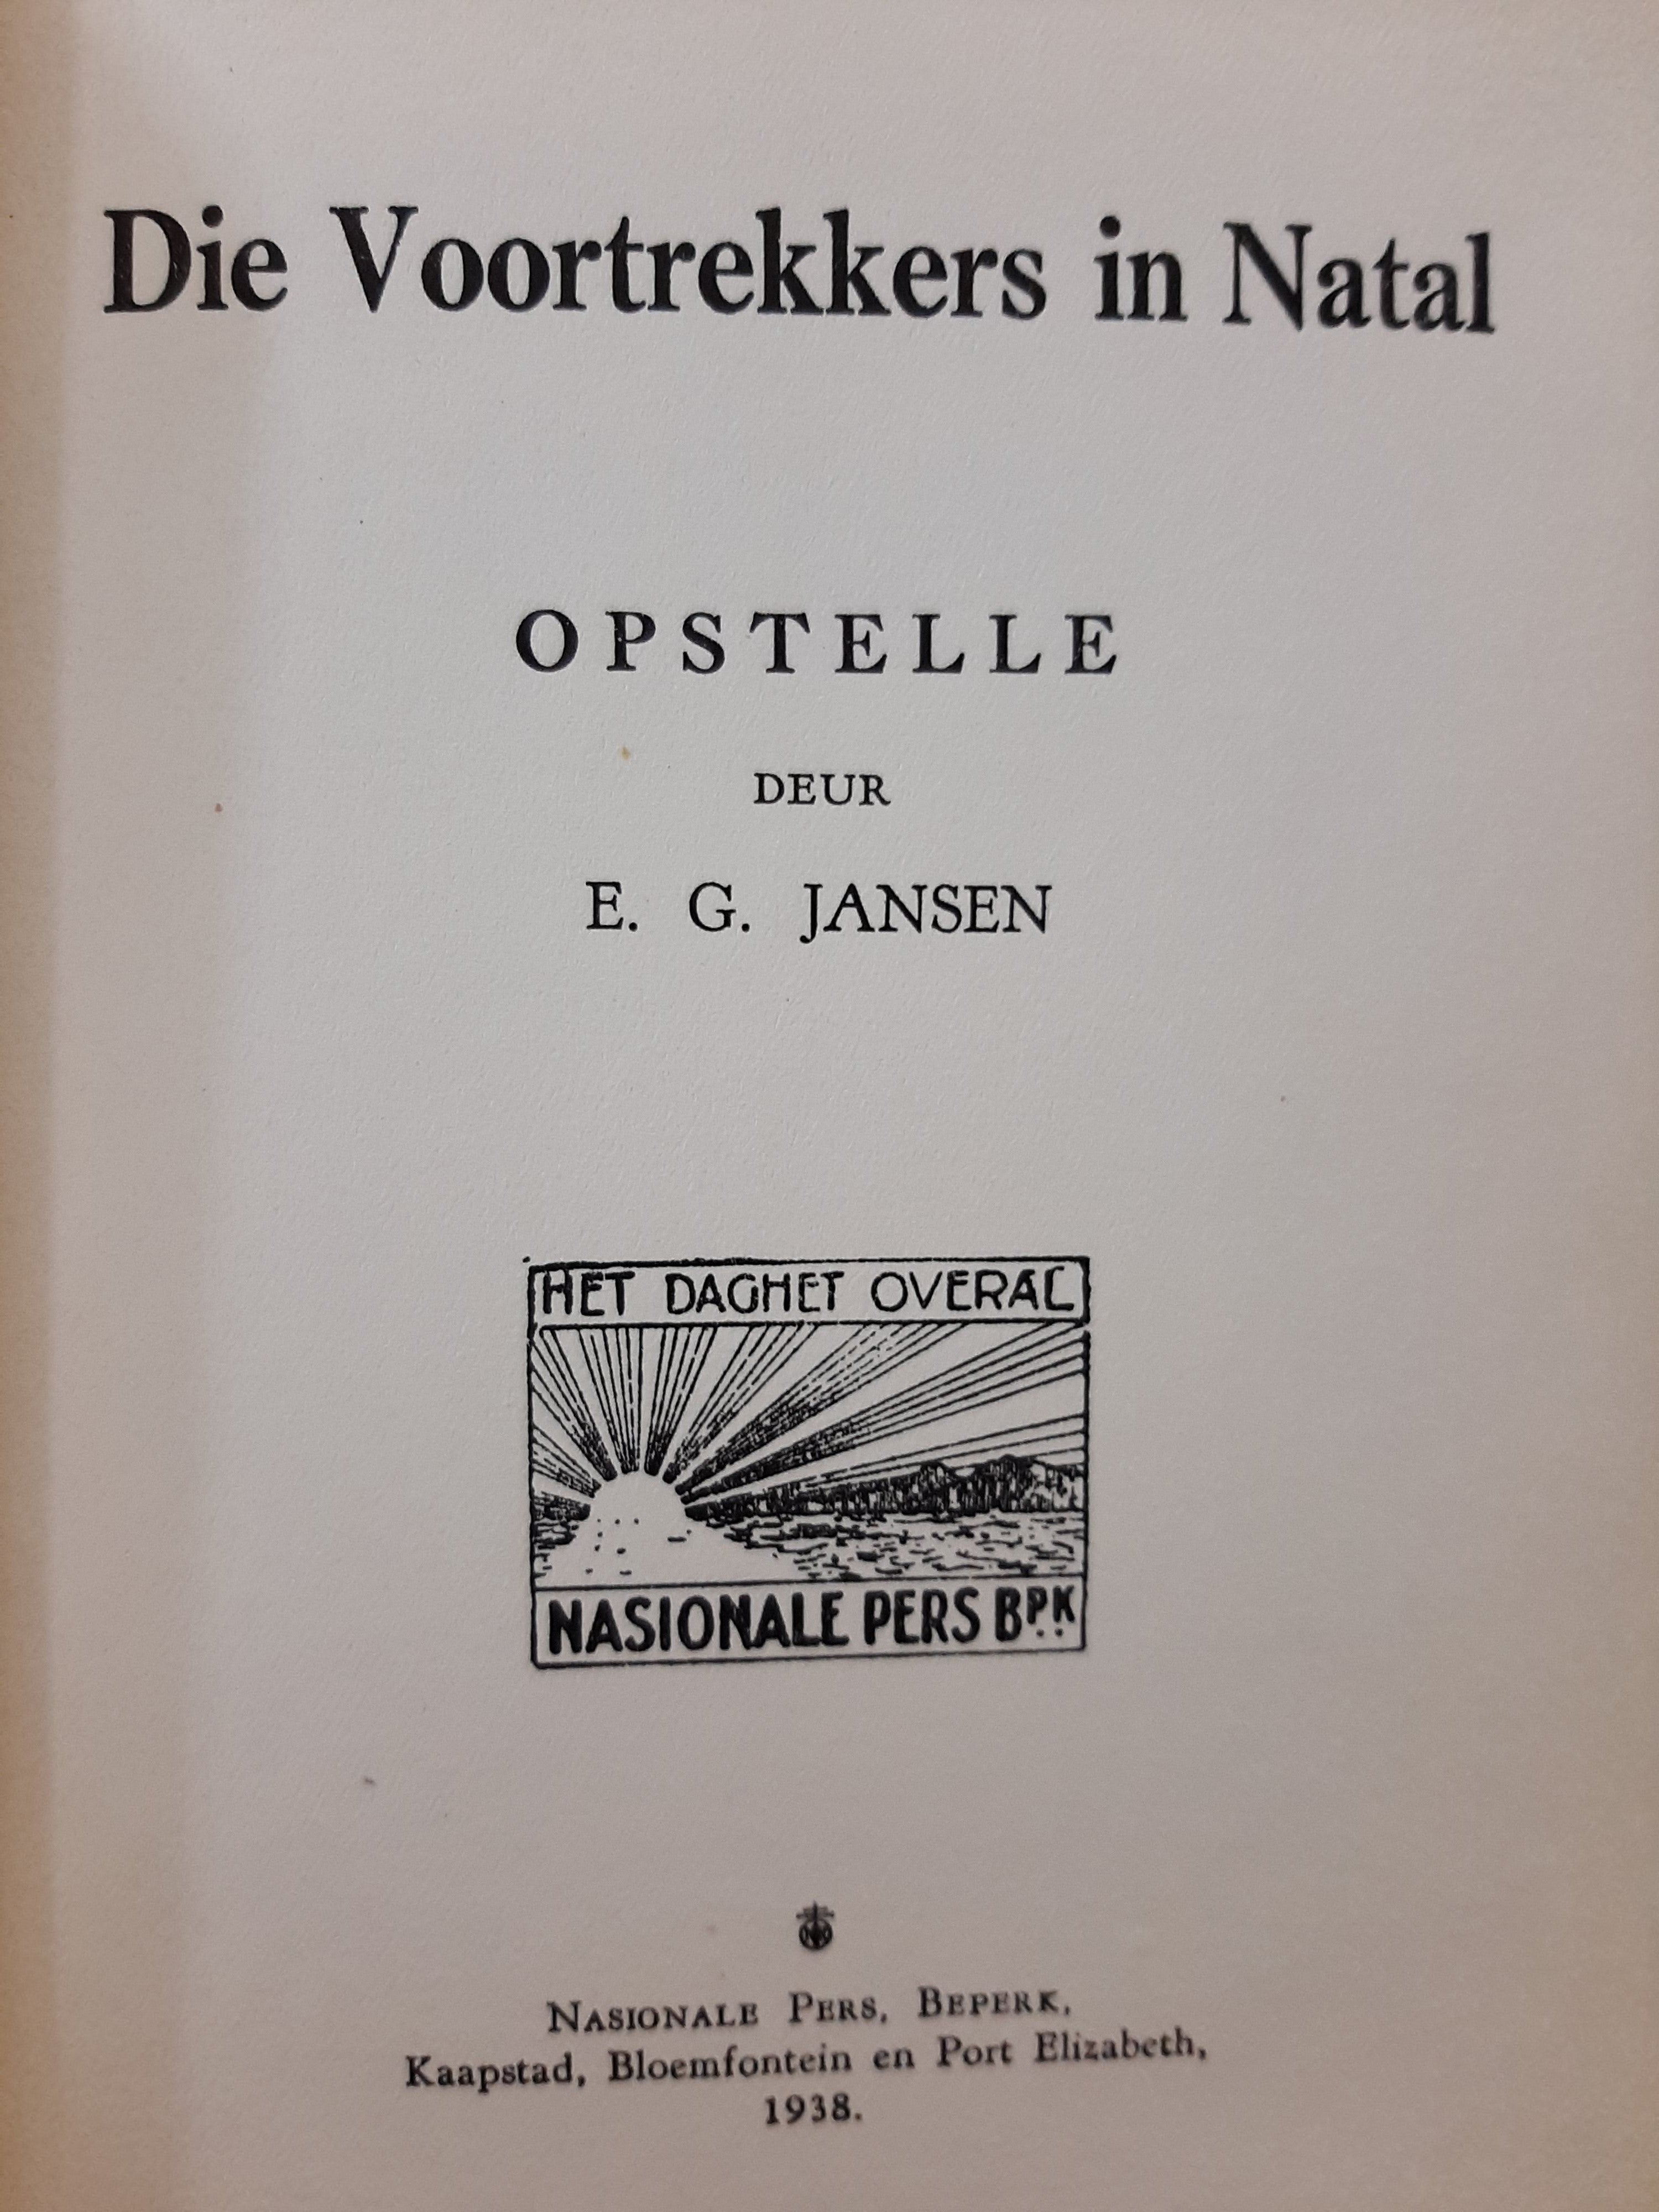 Die Voortrekkers in Natal
OPSTELLE
DEUR
E. G. JANSEN
HET DAGHET OVERAL
NASIONALE PERS BPK
NASIONALE PERS, BEPERK,
Kaapstad, Bloemfontein en Port Elizabeth,
1938.